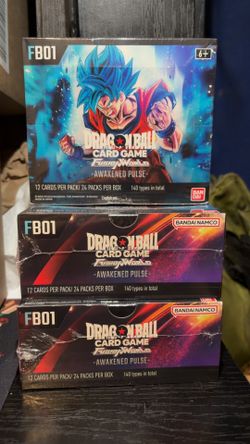 FB01
6+
DRAGON BALL
CARD GAME
Fusion World
-AWAKENED PULSE-
12 CARDS PER PACK/ 24 PACKS PER BOX
140 types in total
BANDAI
FB01
BANDAI NAMCO
DRAGON BALL
CARD GAME
Fusion World
-AWAKENED PULSE-
12 CARDS PER PACK/ 24 PACKS PER BOX
140 types in total
FB01
BANDAI NAMCO
DRAGON BALL
CARD GAME
Fusion World
-AWAKENED PULSE-
12 CARDS PER PACK/ 24 PACKS PER BOX
140 types in total